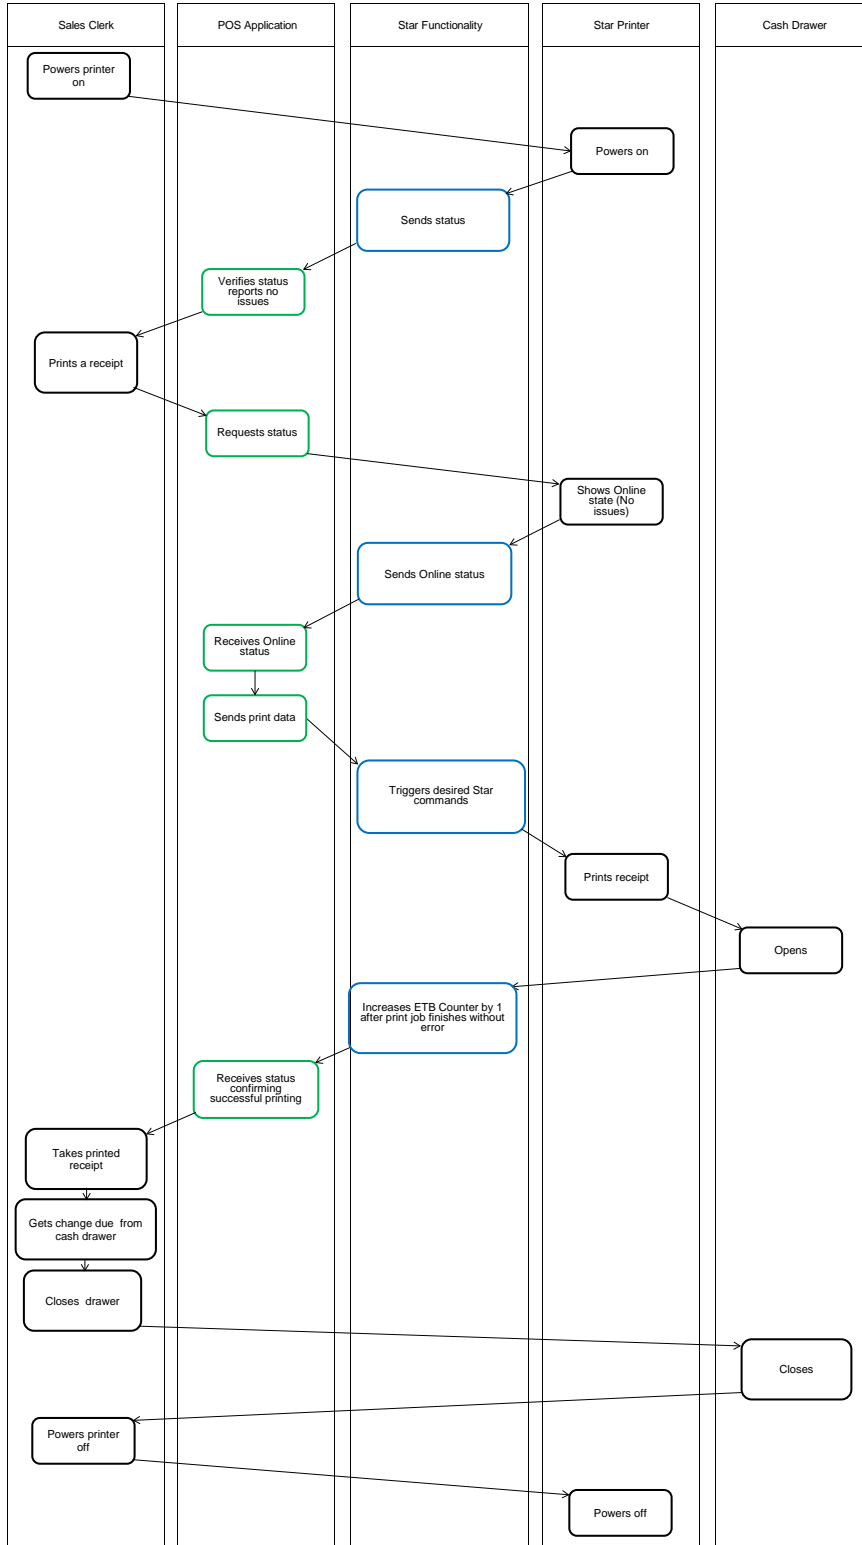 Sales Clerk
POS Application
Star Functionality
Star Printer
Cash Drawer
Powers printer
on
Powers on
Sends status
Verifies status
reports no
issues
Prints a receipt
Requests status
Shows Online
state (No
issues)
Sends Online status
Receives Online
status
Sends print data
Triggers desired Star
commands
Prints receipt
Opens
Increases ETB Counter by 1
after print job finishes without
error
Receives status
confirming
successful printing
Takes printed
receipt
Gets change due  from
cash drawer
Closes  drawer
Closes
Powers printer
off
Powers off